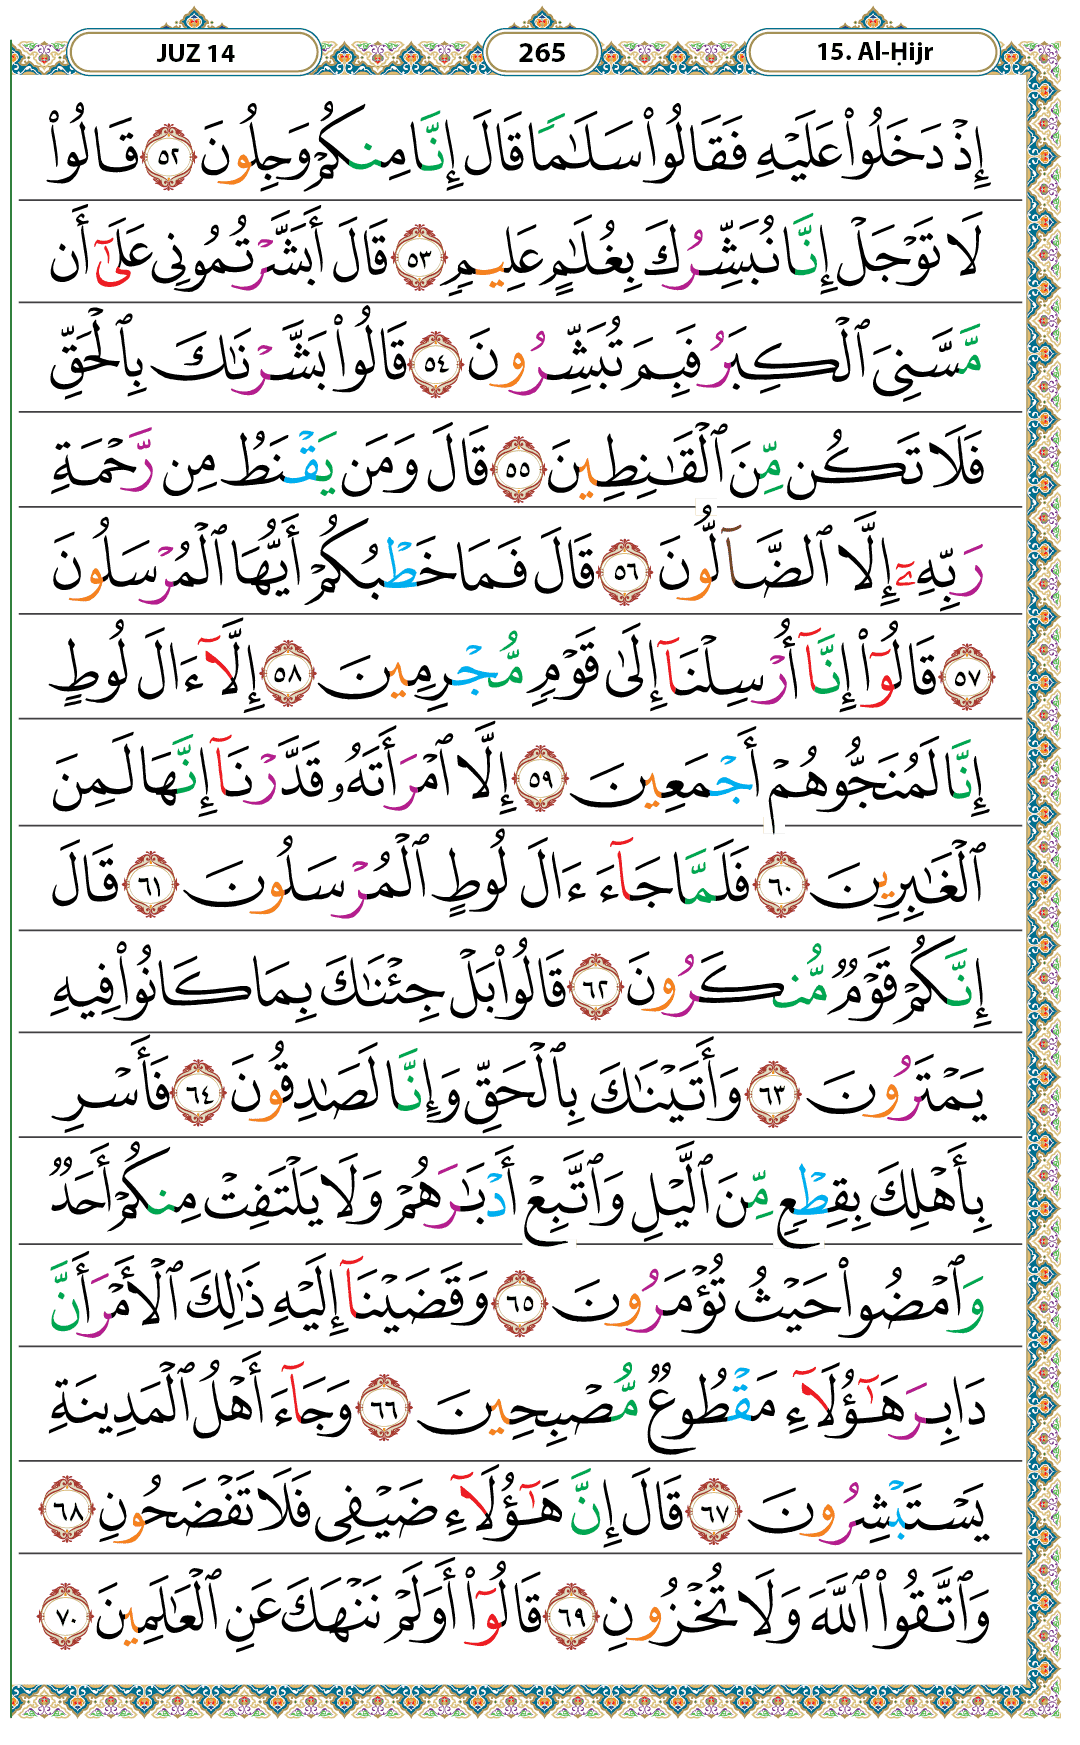 JUZ 14 265 15. Al-Ḥijr
إِذْ دَخَلُوا۟ عَلَيْهِ فَقَالُوا۟ سَلَـٰمًا قَالَ إِنَّا مِنكُمْ وَجِلُونَ ٥٢ قَالُوا۟
لَا تَوْجَلْ إِنَّا نُبَشِّرُكَ بِغُلَـٰمٍ عَلِيمٍ ٥٣ قَالَ أَبَشَّرْتُمُونِى عَلَىٰٓ أَن
مَّسَّنِىَ ٱلْكِبَرُ فَبِمَ تُبَشِّرُونَ ٥٤ قَالُوا۟ بَشَّرْنَـٰكَ بِٱلْحَقِّ
فَلَا تَكُن مِّنَ ٱلْقَـٰنِطِينَ ٥٥ قَالَ وَمَن يَقْنَطُ مِن رَّحْمَةِ
رَبِّهِۦٓ إِلَّا ٱلضَّآلُّونَ ٥٦ قَالَ فَمَا خَطْبُكُمْ أَيُّهَا ٱلْمُرْسَلُونَ
٥٧ قَالُوٓا۟ إِنَّآ أُرْسِلْنَآ إِلَىٰ قَوْمٍ مُّجْرِمِينَ ٥٨ إِلَّآ ءَالَ لُوطٍ
إِنَّا لَمُنَجُّوهُمْ أَجْمَعِينَ ٥٩ إِلَّا ٱمْرَأَتَهُۥ قَدَّرْنَآ إِنَّهَا لَمِنَ
ٱلْغَـٰبِرِينَ ٦٠ فَلَمَّا جَآءَ ءَالَ لُوطٍ ٱلْمُرْسَلُونَ ٦١ قَالَ
إِنَّكُمْ قَوْمٌ مُّنكَرُونَ ٦٢ قَالُوا۟ بَلْ جِئْنَـٰكَ بِمَا كَانُوا۟ فِيهِ
يَمْتَرُونَ ٦٣ وَأَتَيْنَـٰكَ بِٱلْحَقِّ وَإِنَّا لَصَـٰدِقُونَ ٦٤ فَأَسْرِ
بِأَهْلِكَ بِقِطْعٍ مِّنَ ٱلَّيْلِ وَٱتَّبِعْ أَدْبَـٰرَهُمْ وَلَا يَلْتَفِتْ مِنكُمْ أَحَدٌ
وَٱمْضُوا۟ حَيْثُ تُؤْمَرُونَ ٦٥ وَقَضَيْنَآ إِلَيْهِ ذَٰلِكَ ٱلْأَمْرَ أَنَّ
دَابِرَ هَـٰٓؤُلَآءِ مَقْطُوعٌ مُّصْبِحِينَ ٦٦ وَجَآءَ أَهْلُ ٱلْمَدِينَةِ
يَسْتَبْشِرُونَ ٦٧ قَالَ إِنَّ هَـٰٓؤُلَآءِ ضَيْفِى فَلَا تَفْضَحُونِ ٦٨
وَٱتَّقُوا۟ ٱللَّهَ وَلَا تُخْزُونِ ٦٩ قَالُوٓا۟ أَوَلَمْ نَنْهَكَ عَنِ ٱلْعَـٰلَمِينَ ٧٠